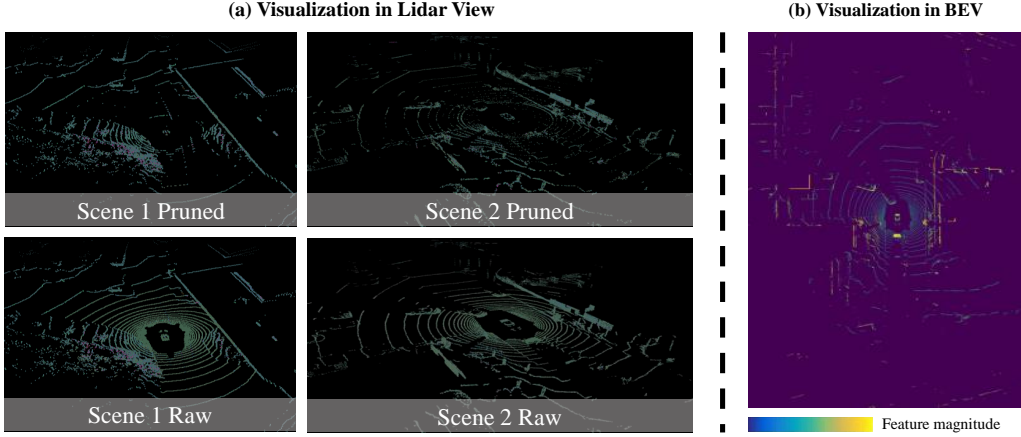 (a) Visualization in Lidar View
(b) Visualization in BEV
Scene 1 Pruned
Scene 2 Pruned
Scene 1 Raw
Scene 2 Raw
Feature magnitude